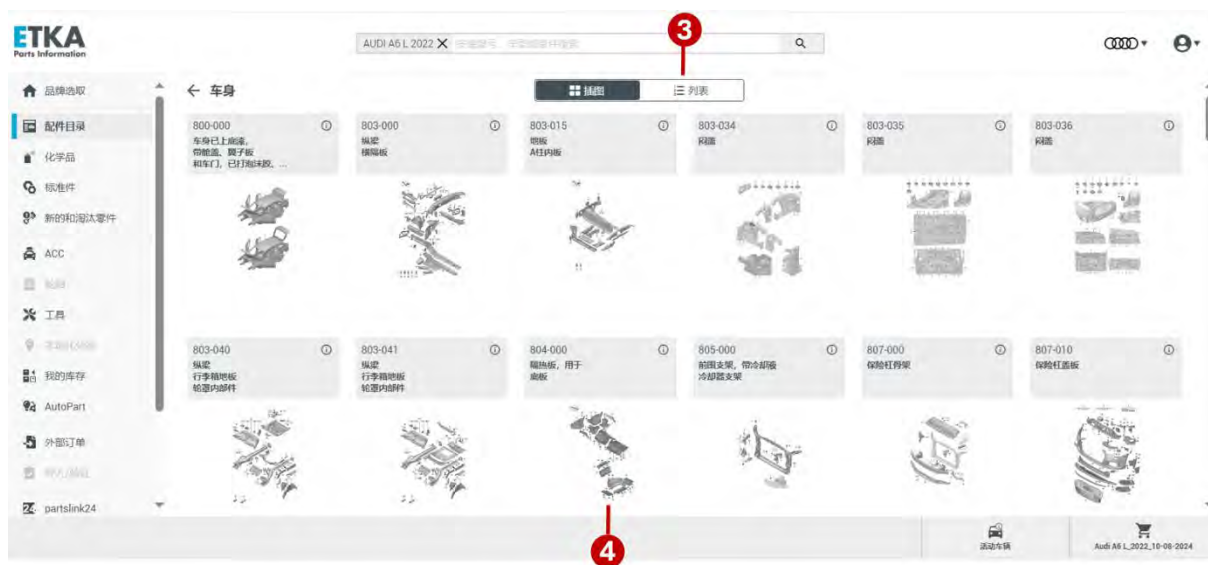 ETKA
Parts Information
AUDI A6 L 2022
3
品牌选取
配件目录
化学品
标准件
新的和淘汰零件
ACC
工具
我的库存
AutoPart
外部订单
partslink24
车身
插图
列表
800-000
车身已上底漆,
带舱盖、翼子板
和车门, 已打泡沫胶、...
803-000
纵梁
横隔板
803-015
地板
A柱内板
803-034
闷盖
803-035
闷盖
803-036
闷盖
803-040
纵梁
行李箱地板
轮罩内部件
803-041
纵梁
行李箱地板
轮罩内部件
804-000
隔热板, 用于
底板
805-000
前围支架, 带冷却液
冷却器支架
807-000
保险杠骨架
807-010
保险杠盖板
4
活动车辆
Audi A6 L_2022_10-08-2024